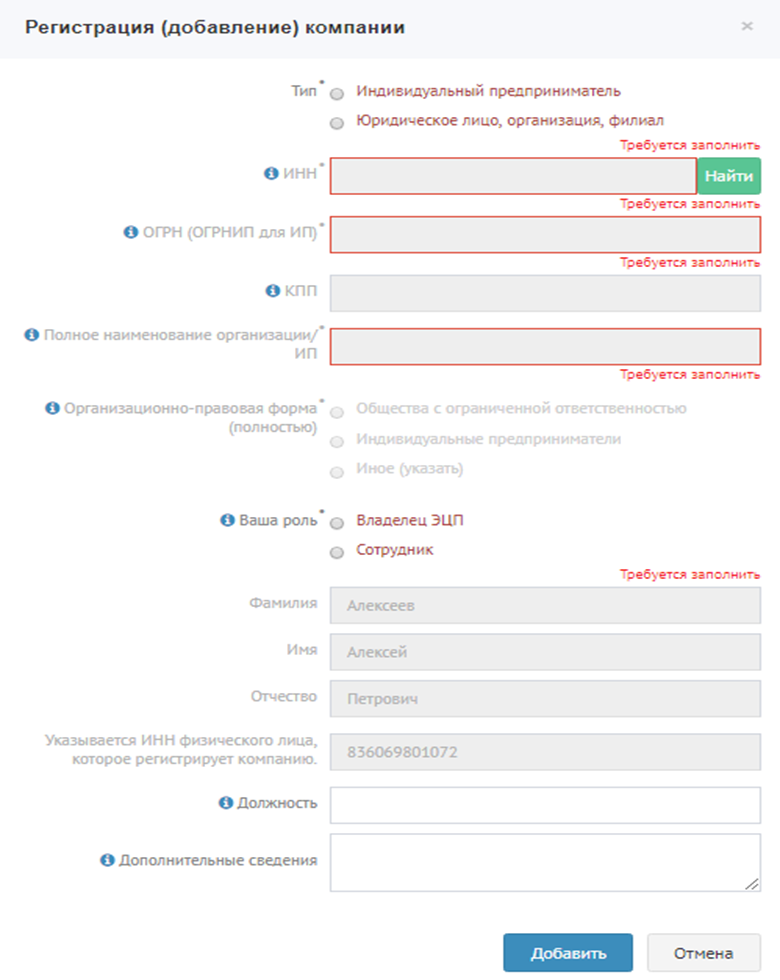 Регистрация (добавление) компании ×
Тип *
Индивидуальный предприниматель
Юридическое лицо, организация, филиал
Требуется заполнить
ИНН *
Найти
Требуется заполнить
ОГРН (ОГРНИП для ИП) *
Требуется заполнить
КПП
Полное наименование организации/ *
ИП
Требуется заполнить
Организационно-правовая форма *
(полностью)
Общества с ограниченной ответственностью
Индивидуальные предприниматели
Иное (указать)
Ваша роль *
Владелец ЭЦП
Сотрудник
Требуется заполнить
Фамилия
Алексеев
Имя
Алексей
Отчество
Петрович
Указывается ИНН физического лица,
которое регистрирует компанию.
836069801072
Должность
Дополнительные сведения
Добавить
Отмена